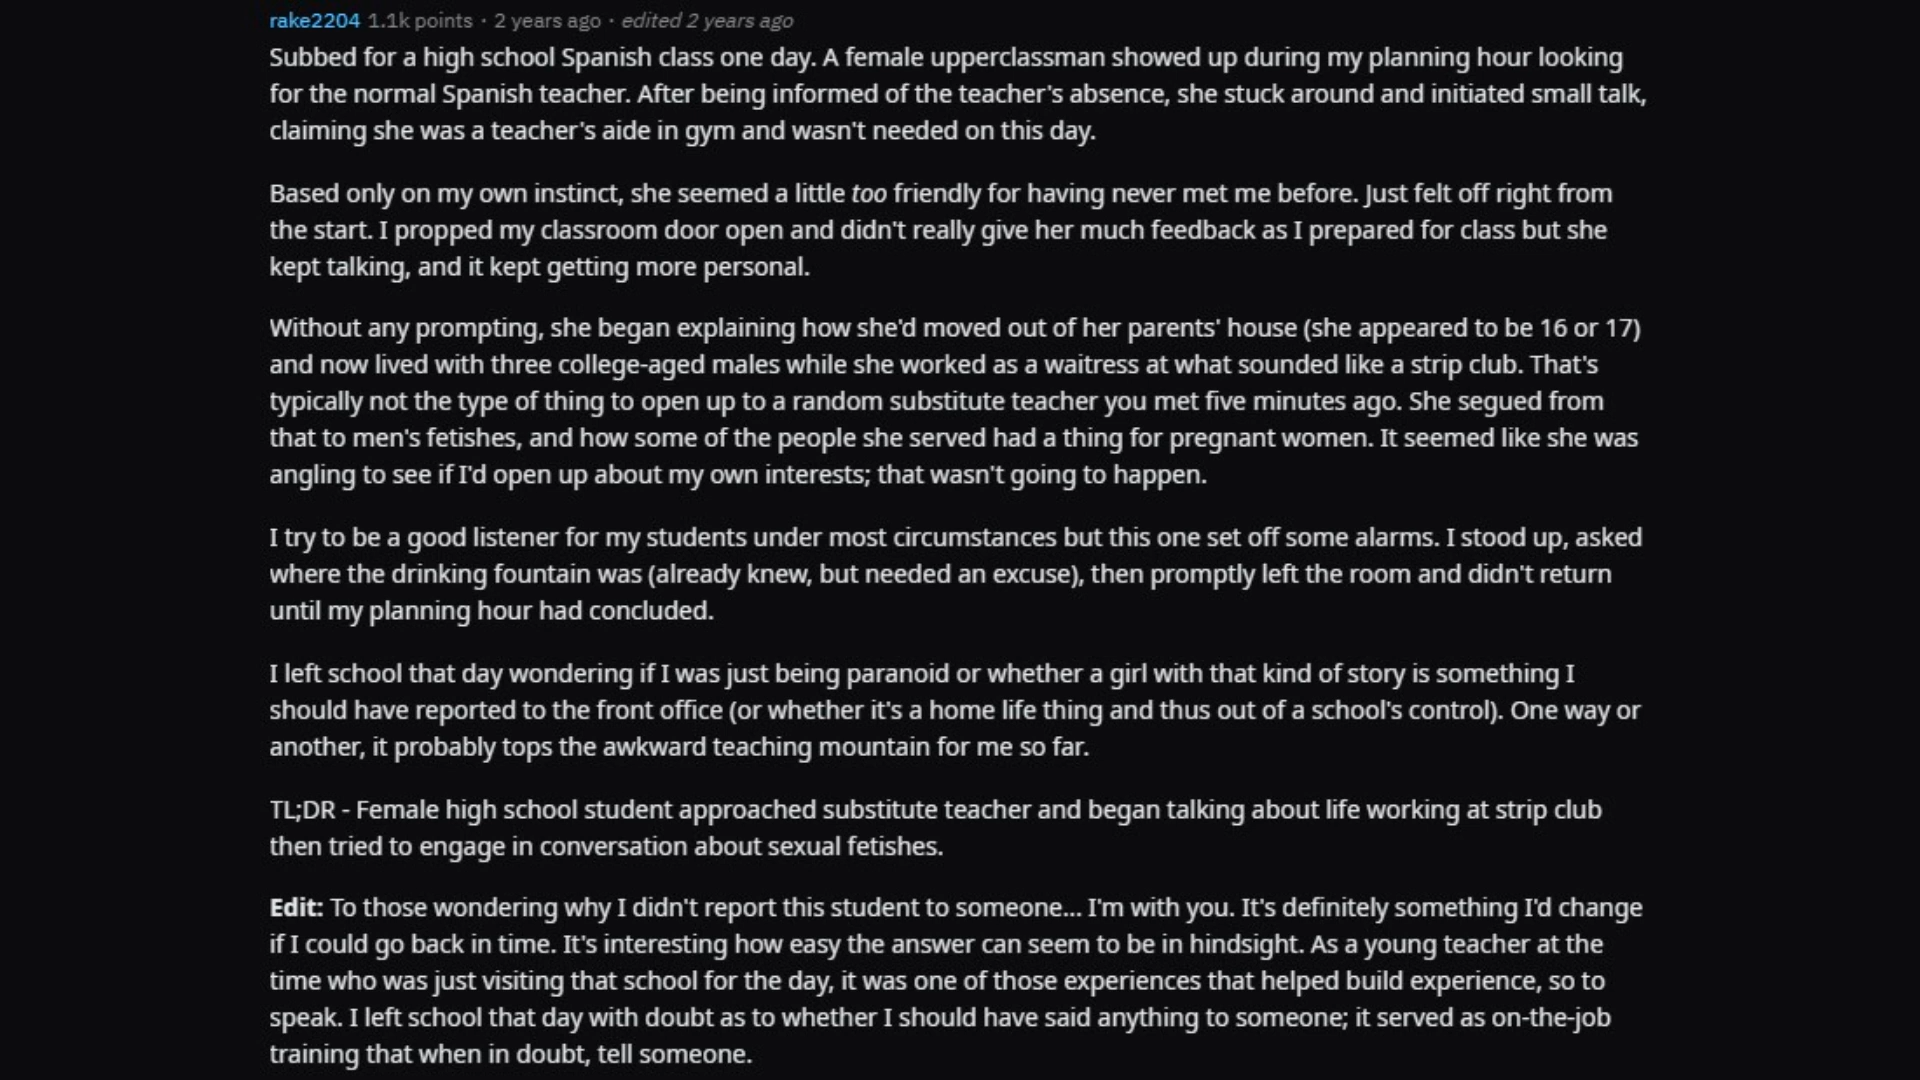 rake2204 1.1k points · 2 years ago · edited 2 years ago
Subbed for a high school Spanish class one day. A female upperclassman showed up during my planning hour looking
for the normal Spanish teacher. After being informed of the teacher's absence, she stuck around and initiated small talk,
claiming she was a teacher's aide in gym and wasn't needed on this day.
Based only on my own instinct, she seemed a little too friendly for having never met me before. Just felt off right from
the start. I propped my classroom door open and didn't really give her much feedback as I prepared for class but she
kept talking, and it kept getting more personal.
Without any prompting, she began explaining how she'd moved out of her parents' house (she appeared to be 16 or 17)
and now lived with three college-aged males while she worked as a waitress at what sounded like a strip club. That's
typically not the type of thing to open up to a random substitute teacher you met five minutes ago. She segued from
that to men's fetishes, and how some of the people she served had a thing for pregnant women. It seemed like she was
angling to see if I'd open up about my own interests; that wasn't going to happen.
I try to be a good listener for my students under most circumstances but this one set off some alarms. I stood up, asked
where the drinking fountain was (already knew, but needed an excuse), then promptly left the room and didn't return
until my planning hour had concluded.
I left school that day wondering if I was just being paranoid or whether a girl with that kind of story is something I
should have reported to the front office (or whether it's a home life thing and thus out of a school's control). One way or
another, it probably tops the awkward teaching mountain for me so far.
TL;DR - Female high school student approached substitute teacher and began talking about life working at strip club
then tried to engage in conversation about sexual fetishes.
Edit: To those wondering why I didn't report this student to someone... I'm with you. It's definitely something I'd change
if I could go back in time. It's interesting how easy the answer can seem to be in hindsight. As a young teacher at the
time who was just visiting that school for the day, it was one of those experiences that helped build experience, so to
speak. I left school that day with doubt as to whether I should have said anything to someone; it served as on-the-job
training that when in doubt, tell someone.